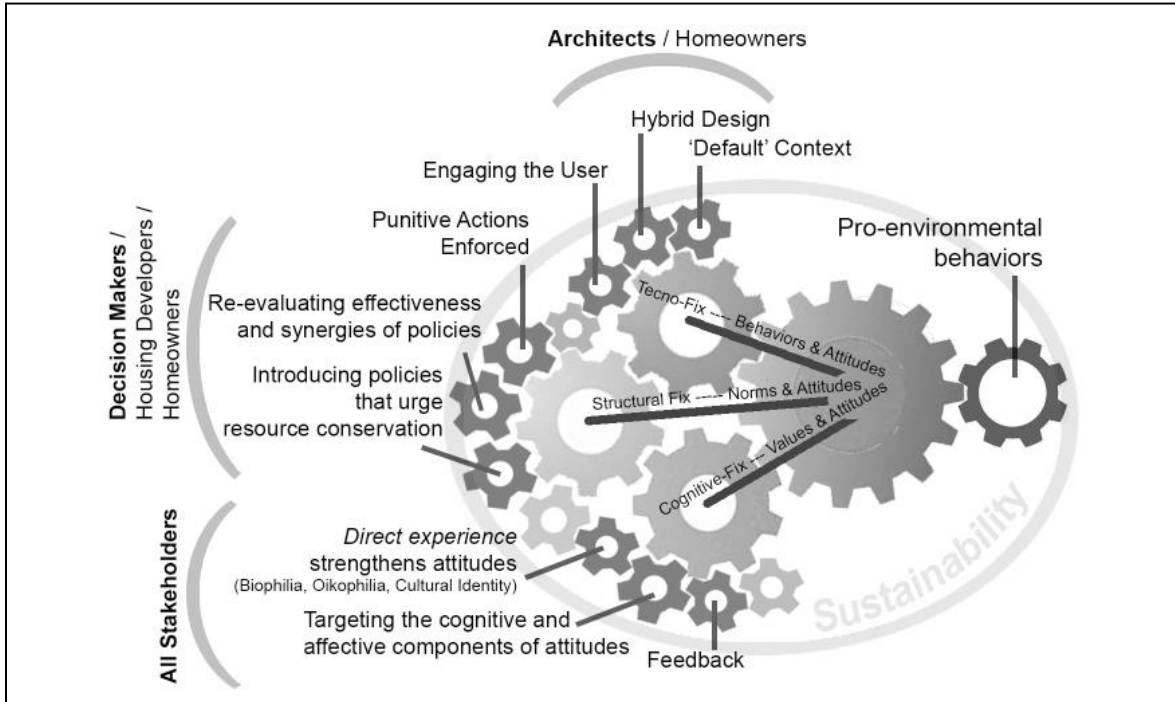 Architects / Homeowners
Hybrid Design
'Default' Context
Engaging the User
Punitive Actions
Enforced
Pro-environmental
behaviors
Decision Makers /
Housing Developers /
Homeowners
Re-evaluating effectiveness
and synergies of policies
Introducing policies
that urge
resource conservation
Tecno-Fix ---- Behaviors & Attitudes
Structural Fix ----- Norms & Attitudes
Cognitive-Fix --- Values & Attitudes
All Stakeholders
Direct experience
strengthens attitudes
(Biophilia, Oikophilia, Cultural Identity)
Targeting the cognitive and
affective components of attitudes
Feedback
Sustainability